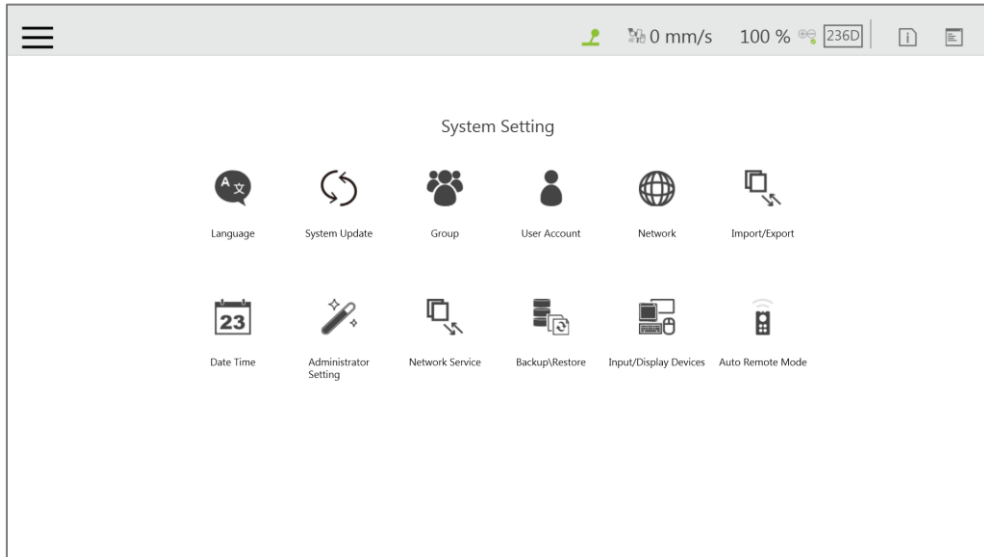 0 mm/s 100 % 236D
System Setting
A 文
Language System Update Group User Account Network Import/Export
23
Date Time Administrator Setting Network Service Backup\Restore Input/Display Devices Auto Remote Mode